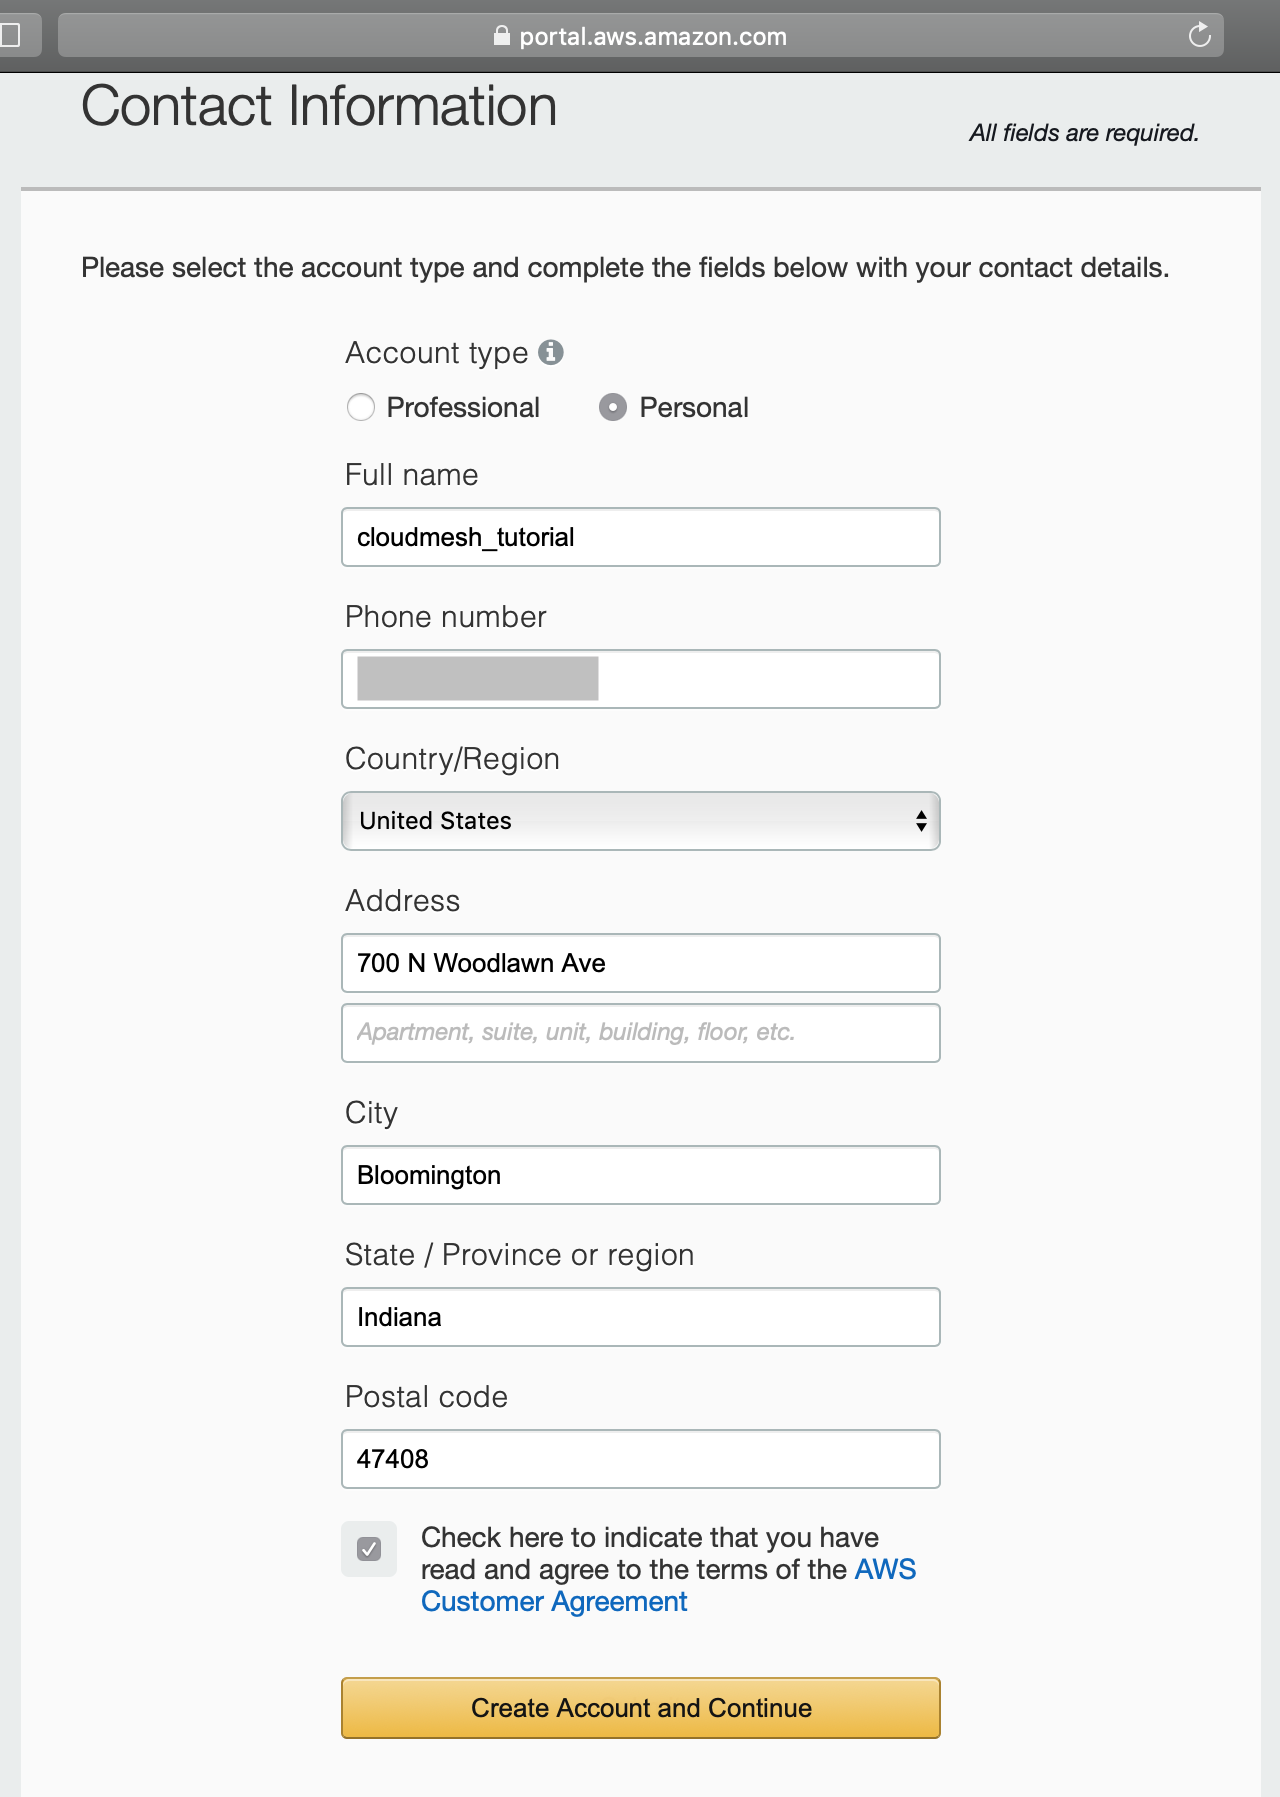 portal.aws.amazon.com
Contact Information
All fields are required.
Please select the account type and complete the fields below with your contact details.
Account type
Professional Personal
Full name
cloudmesh_tutorial
Phone number
Country/Region
United States
Address
700 N Woodlawn Ave
Apartment, suite, unit, building, floor, etc.
City
Bloomington
State / Province or region
Indiana
Postal code
47408
Check here to indicate that you have
read and agree to the terms of the AWS
Customer Agreement
Create Account and Continue